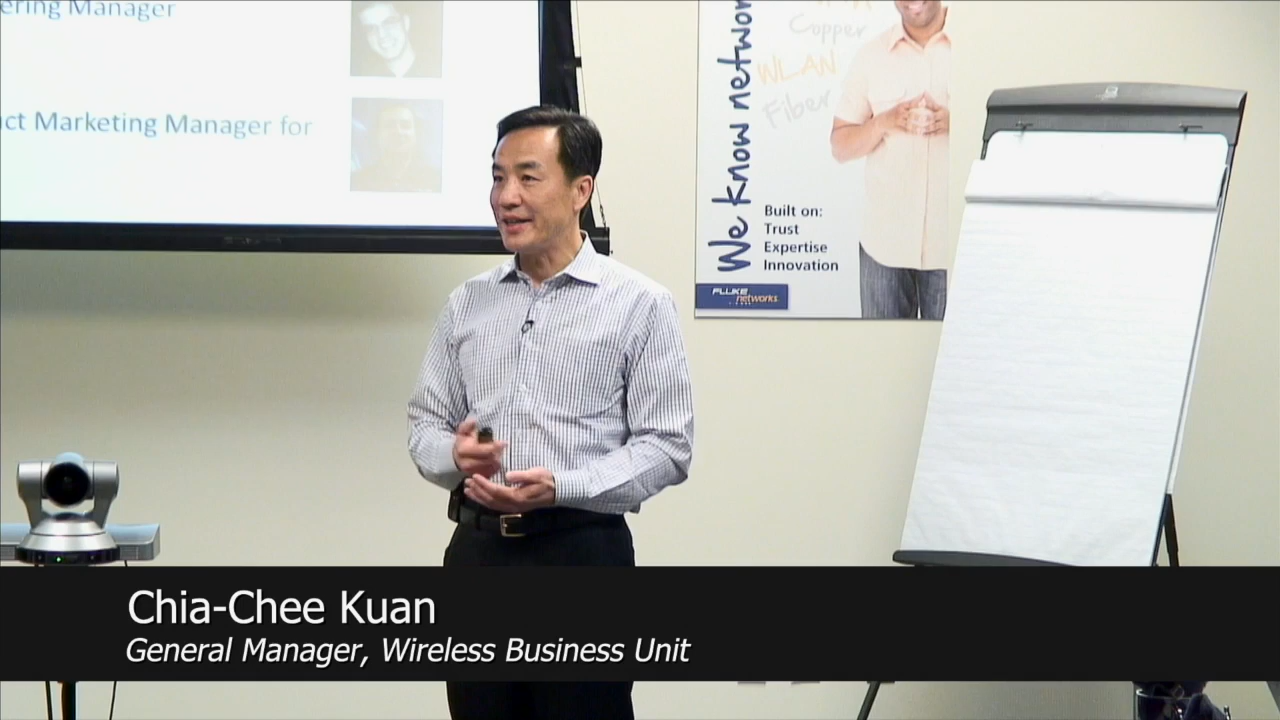 ering Manager
ct Marketing Manager for
We know networ
Copper
WLAN
Fiber
Built on:
Trust
Expertise
Innovation
FLUKE
networks
Chia-Chee Kuan
General Manager, Wireless Business Unit